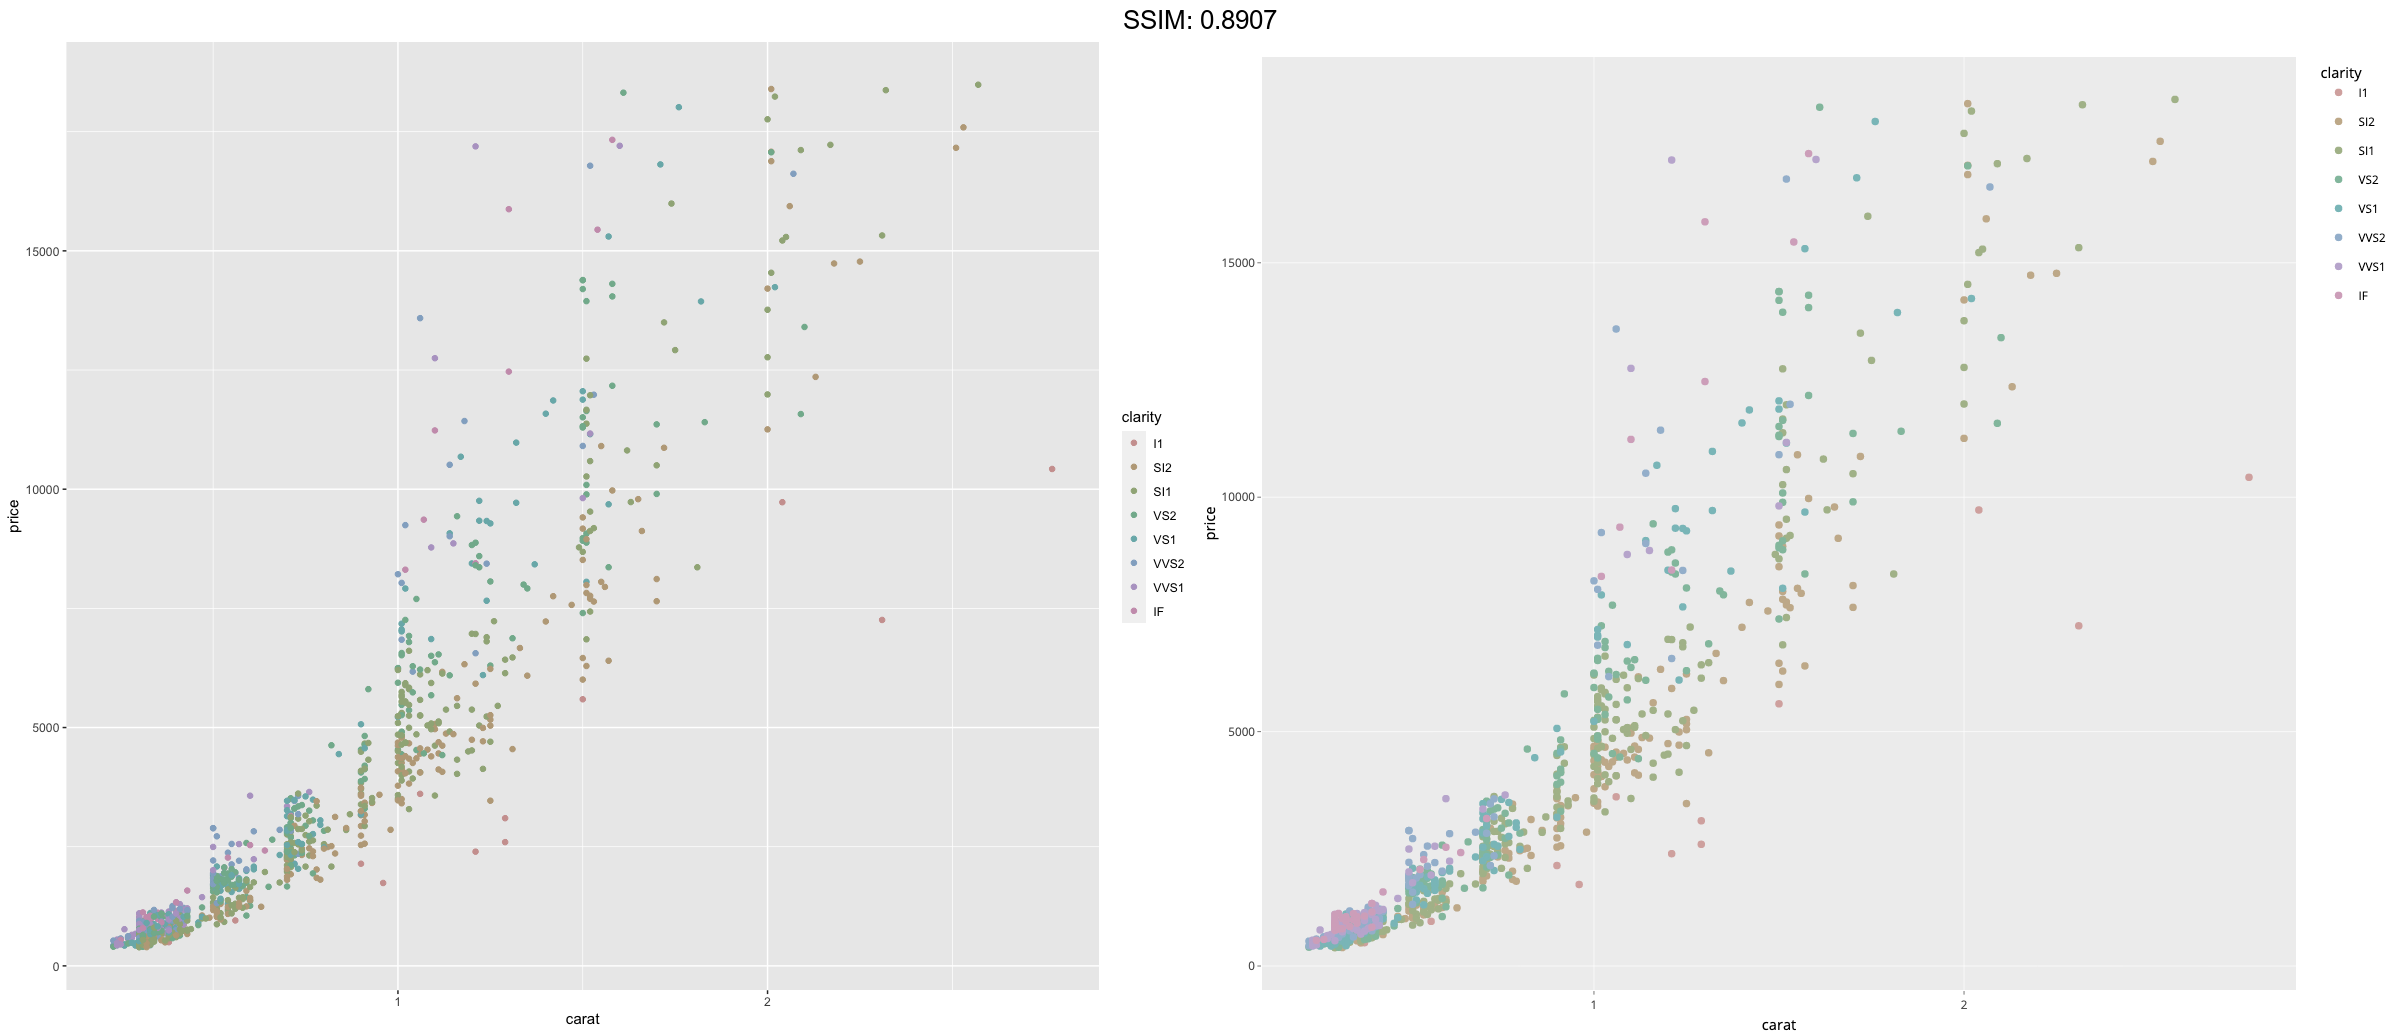 SSIM: 0.8907
price
15000
10000
5000
0
1
2
carat
clarity
I1
SI2
SI1
VS2
VS1
VVS2
VVS1
IF
price
15000
10000
5000
0
1
2
carat
clarity
I1
SI2
SI1
VS2
VS1
VVS2
VVS1
IF